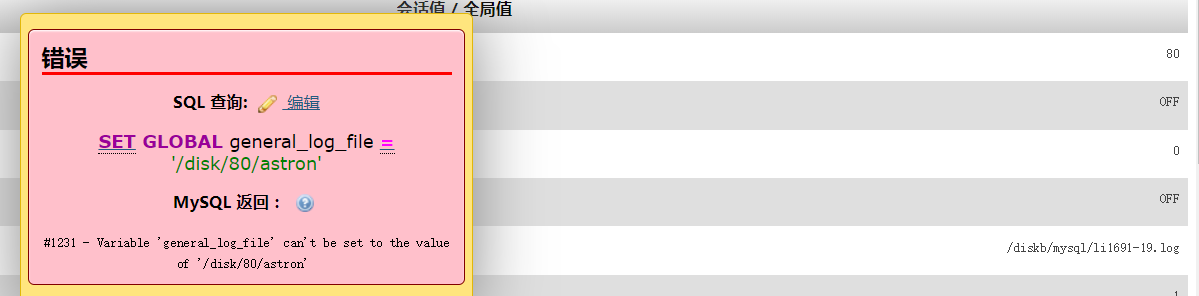 会话值 / 全局值
错误
SQL 查询: 编辑
SET GLOBAL general_log_file =
'/disk/80/astron'
MySQL 返回：
#1231 - Variable 'general_log_file' can't be set to the value
of '/disk/80/astron'
80
OFF
0
OFF
/diskb/mysql/li1691-19.log
1